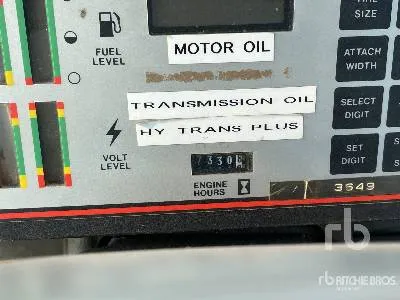 SIZE
FUEL
LEVEL
MOTOR OIL
ATTACH
WIDTH
TRANSMISSION OIL
SELECT
DIGIT
HY TRANS PLUS
VOLT
LEVEL
SET
DIGIT
ENGINE
HOURS
3549
rb
rb RITCHIE BROS.